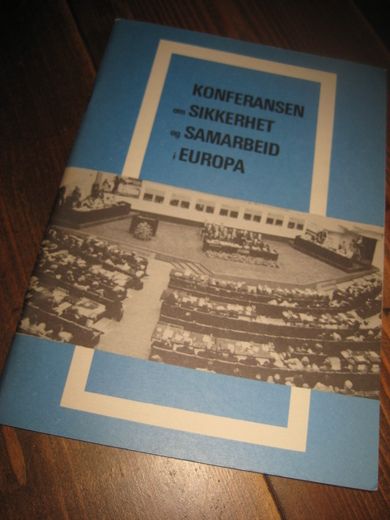 KONFERANSEN
om SIKKERHET
og SAMARBEID
i EUROPA